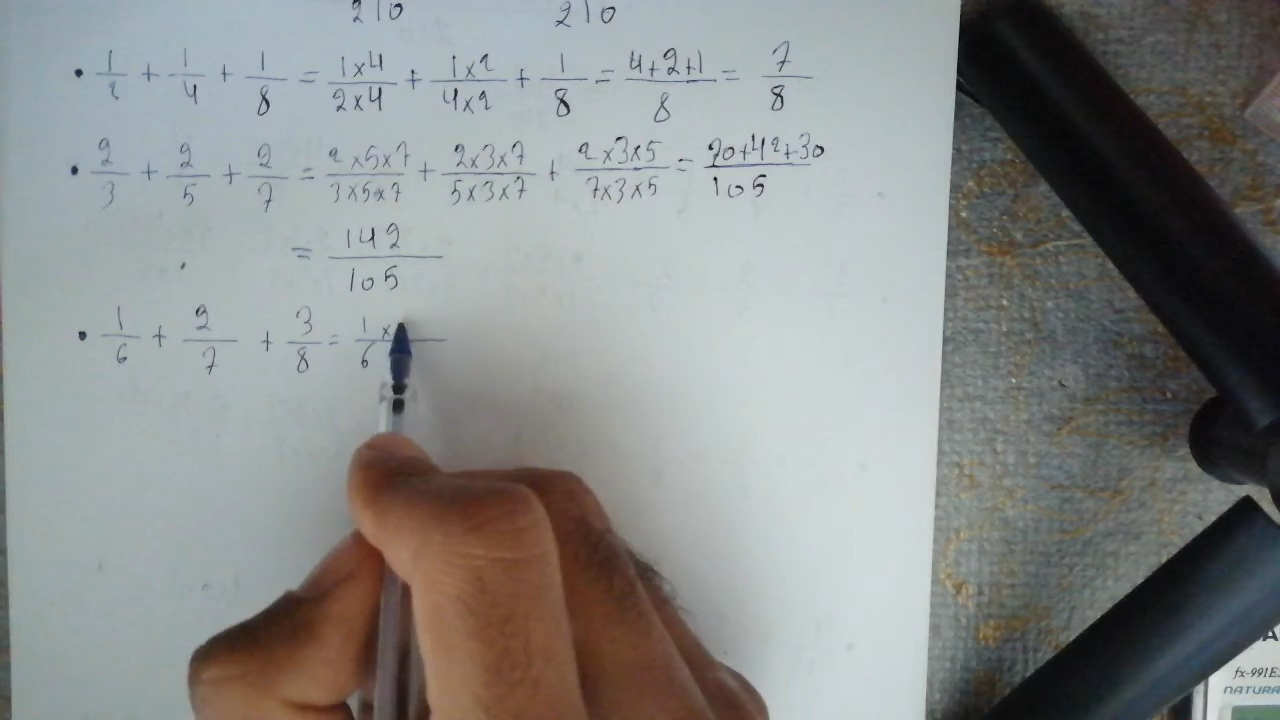 210 210
• 1/2 + 1/4 + 1/8 = 1x4/2x4 + 1x2/4x2 + 1/8 = 4+2+1/8 = 7/8
• 2/3 + 2/5 + 2/7 = 2x5x7/3x5x7 + 2x3x7/5x3x7 + 2x3x5/7x3x5 = 70+42+30/105
= 142/105
• 1/6 + 2/7 + 3/8 = 1x/6
fx-991E
NATURA